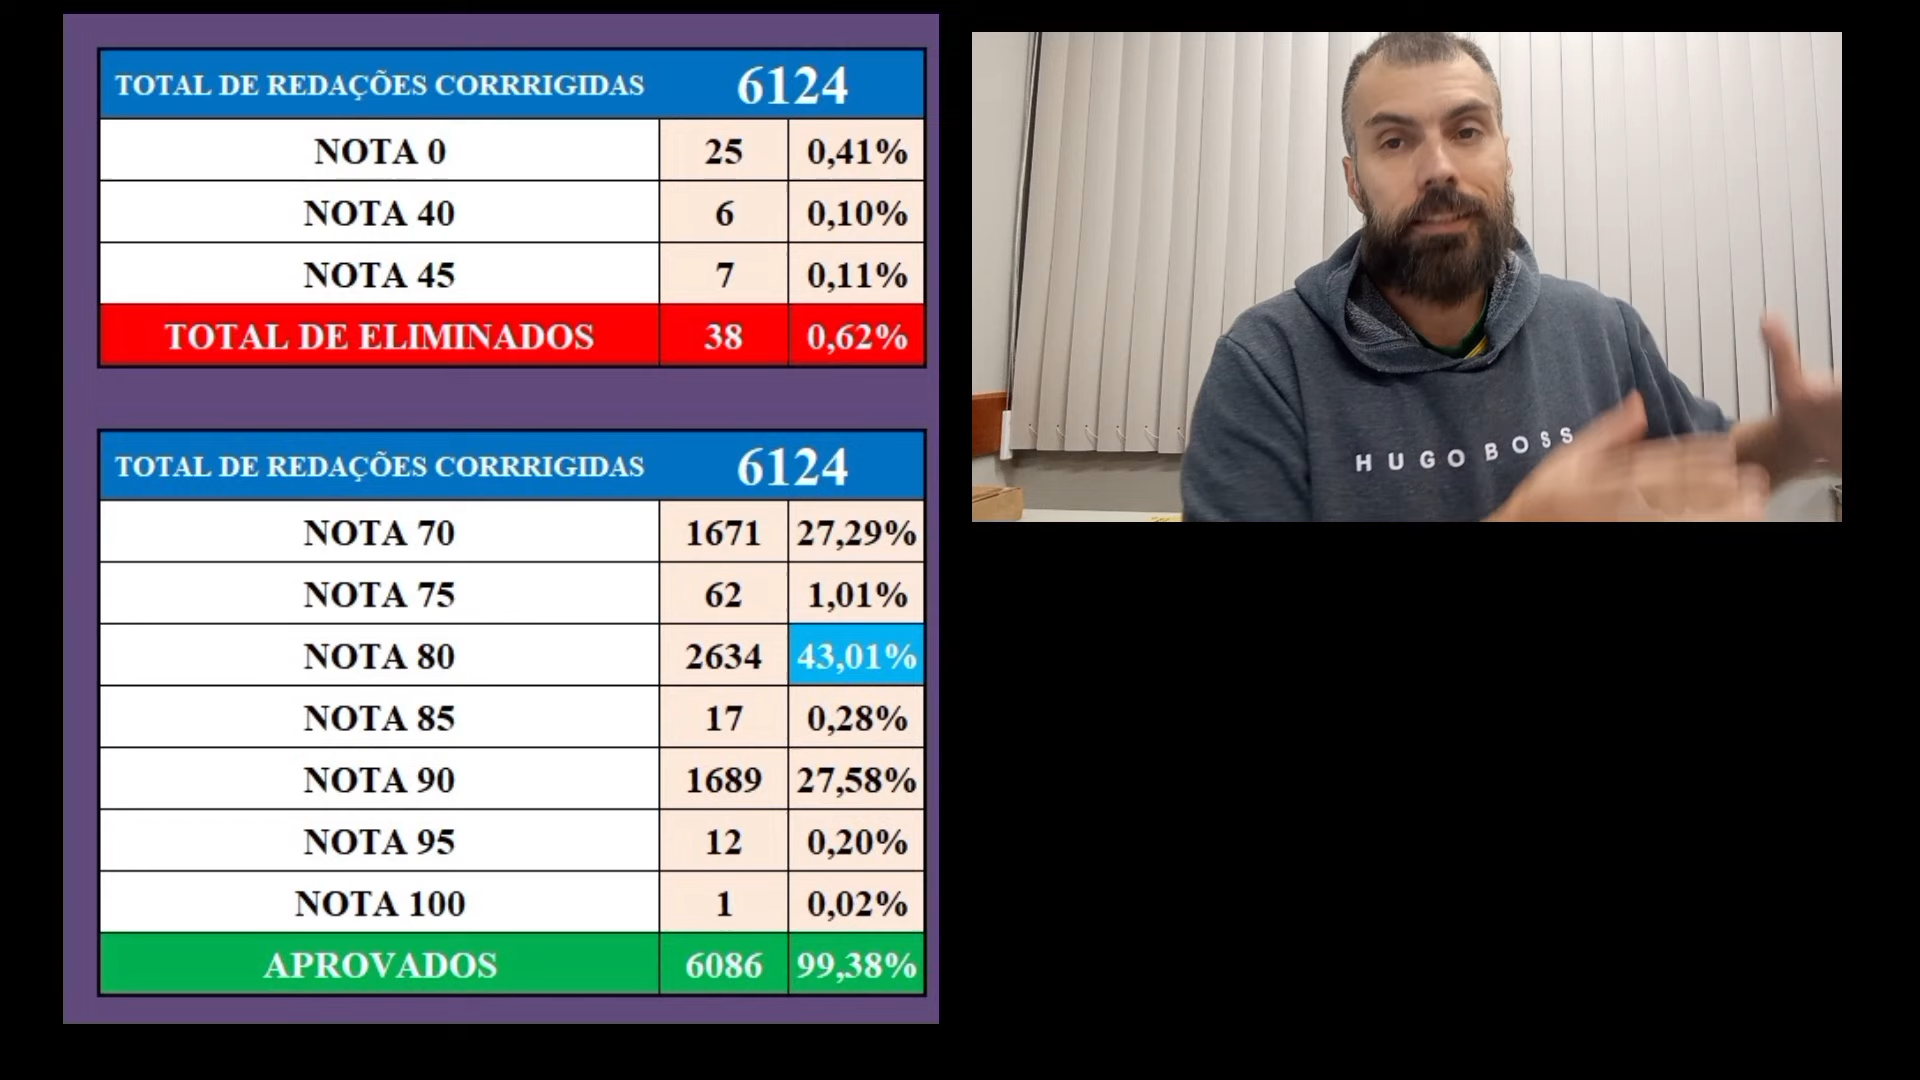 TOTAL DE REDAÇÕES CORRRIGIDAS 6124
NOTA 0 25 0,41%
NOTA 40 6 0,10%
NOTA 45 7 0,11%
TOTAL DE ELIMINADOS 38 0,62%
TOTAL DE REDAÇÕES CORRRIGIDAS 6124
NOTA 70 1671 27,29%
NOTA 75 62 1,01%
NOTA 80 2634 43,01%
NOTA 85 17 0,28%
NOTA 90 1689 27,58%
NOTA 95 12 0,20%
NOTA 100 1 0,02%
APROVADOS 6086 99,38%
HUGO BOSS